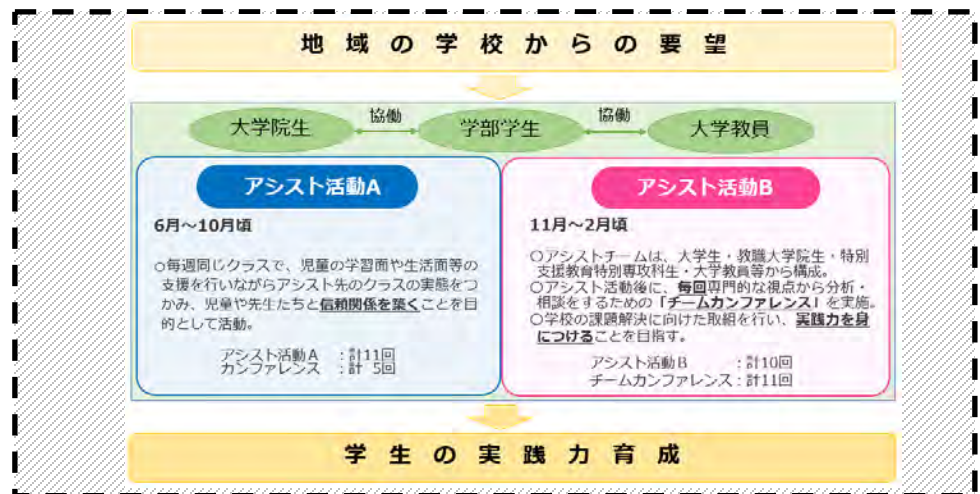 地域の学校からの要望
大学院生 協働 学部学生 協働 大学教員
アシスト活動A
6月～10月頃
○毎週同じクラスで、児童の学習面や生活面等の
支援を行いながらアシスト先のクラスの実態をつ
かみ、児童や先生たちと信頼関係を築くことを目
的として活動。
アシスト活動A ：計11回
カンファレンス ：計 5回
アシスト活動B
11月～2月頃
○アシストチームは、大学生・教職大学院生・特別
支援教育特別専攻科生・大学教員等から構成。
○アシスト活動後に、毎回専門的な視点から分析・
相談をするための「チームカンファレンス」を実施。
○学校の課題解決に向けた取組を行い、実践力を身
につけることを目指す。
アシスト活動B ：計10回
チームカンファレンス：計11回
学生の実践力育成